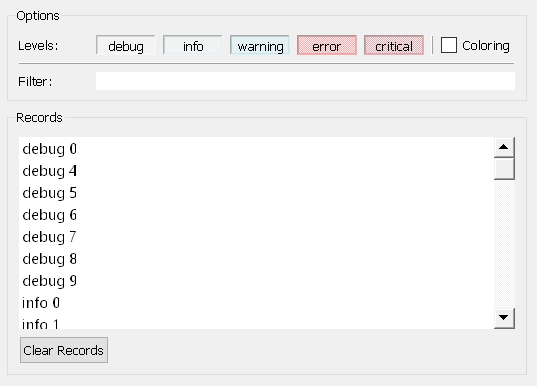 Options
Levels: debug info warning error critical Coloring
Filter:
Records
debug 0
debug 4
debug 5
debug 6
debug 7
debug 8
debug 9
info 0
info 1
Clear Records